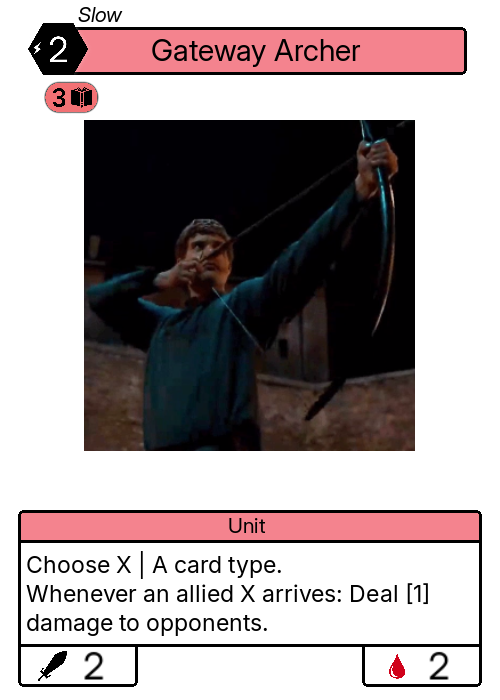 Slow
2
Gateway Archer
3
Unit
Choose X | A card type.
Whenever an allied X arrives: Deal [1]
damage to opponents.
2
2